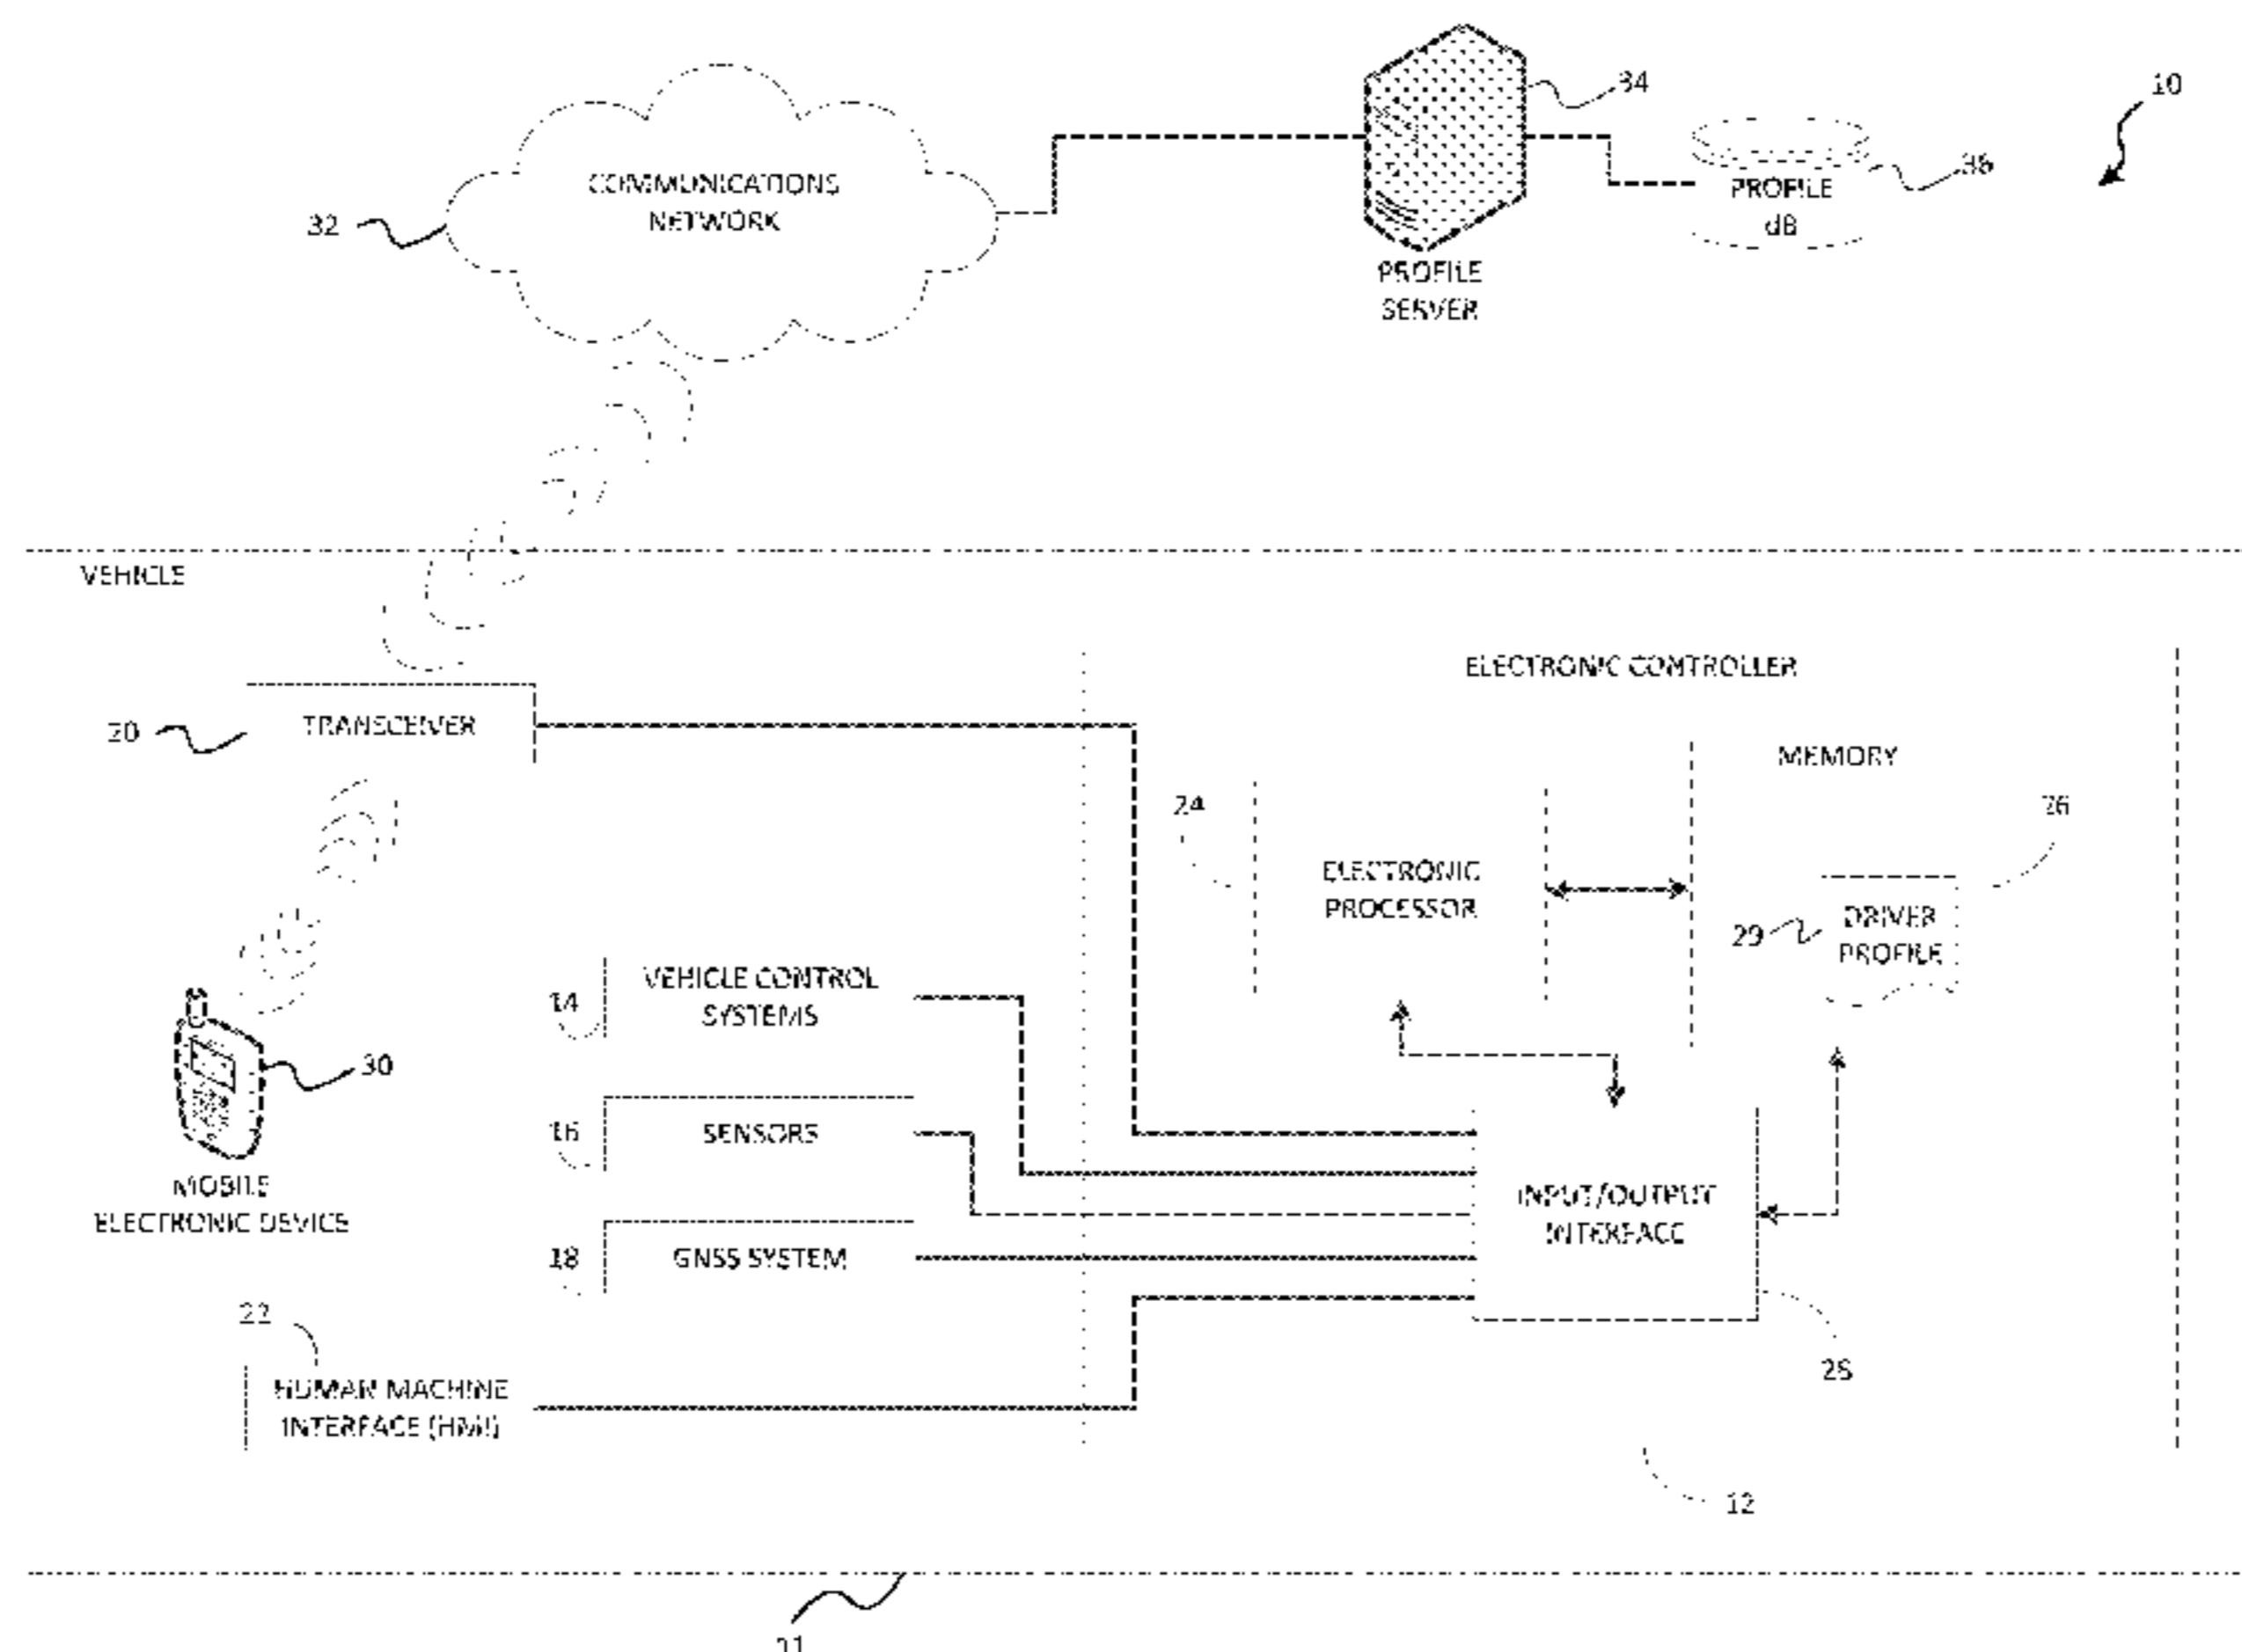 34
10
COMMUNICATIONS
NETWORK
36
PROFILE
dB
32
PROFILE
SERVER
VEHICLE
ELECTRONIC CONTROLLER
TRANSCEIVER
20
MEMORY
24
26
ELECTRONIC
PROCESSOR
DRIVER
PROFILE
29
VEHICLE CONTROL
SYSTEMS
14
30
16
SENSORS
MOBILE
ELECTRONIC DEVICE
INPUT/OUTPUT
INTERFACE
18
GNSS SYSTEM
22
28
HUMAN MACHINE
INTERFACE (HMI)
12